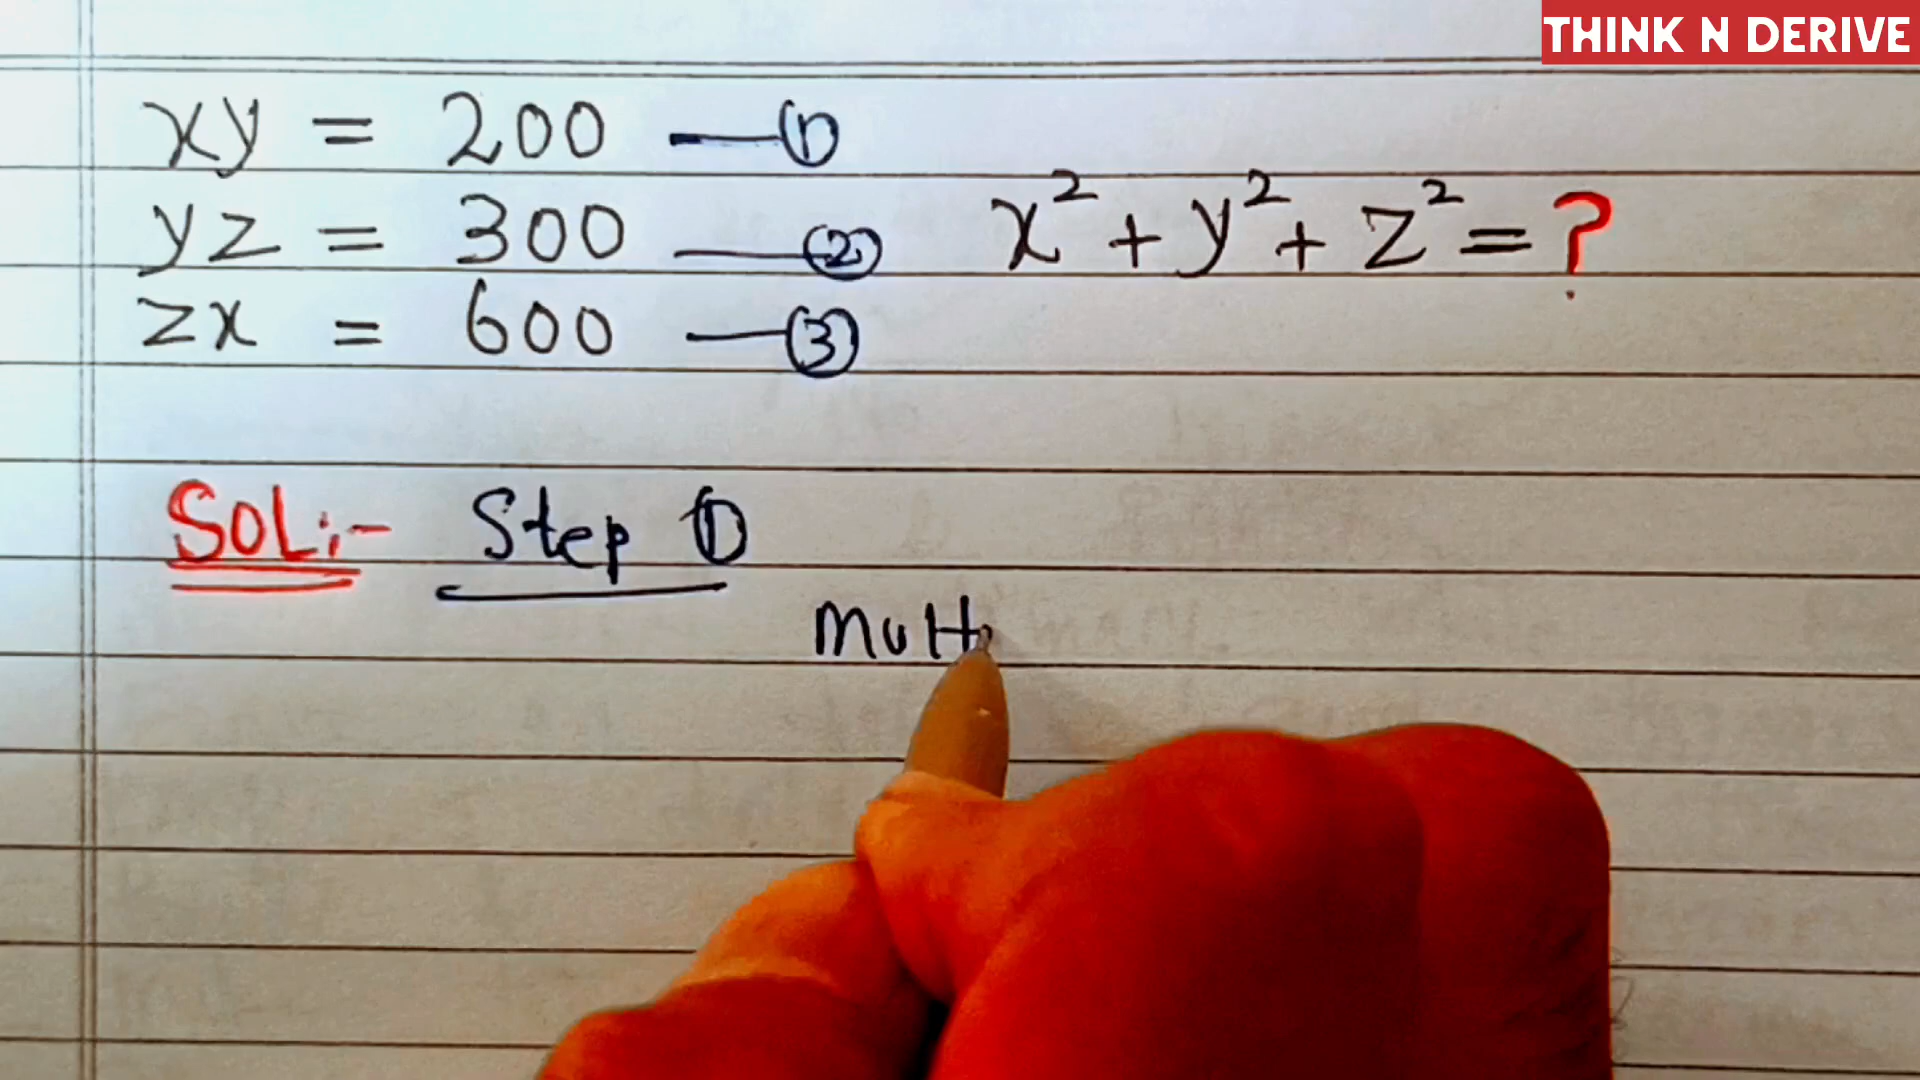 THINK N DERIVE
xy = 200 — ①
yz = 300 — ②
zx = 600 — ③
x² + y² + z² = ?
SOL:- Step ①
Mult